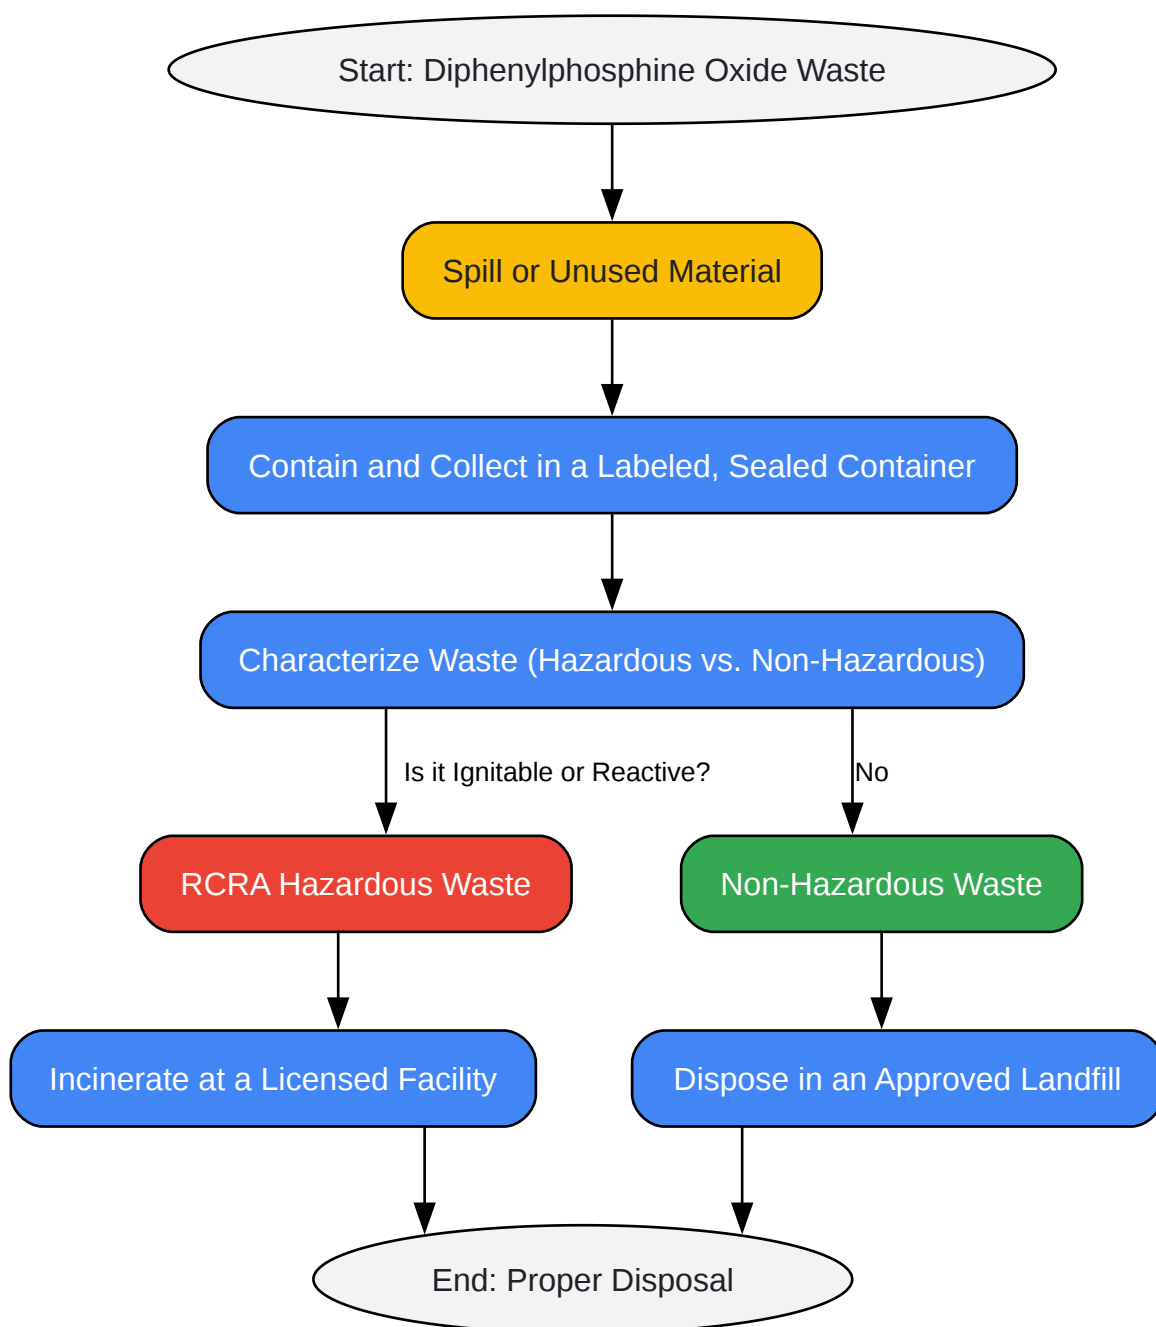 Start: Diphenylphosphine Oxide Waste
Spill or Unused Material
Contain and Collect in a Labeled, Sealed Container
Characterize Waste (Hazardous vs. Non-Hazardous)
Is it Ignitable or Reactive?
No
RCRA Hazardous Waste
Non-Hazardous Waste
Incinerate at a Licensed Facility
Dispose in an Approved Landfill
End: Proper Disposal